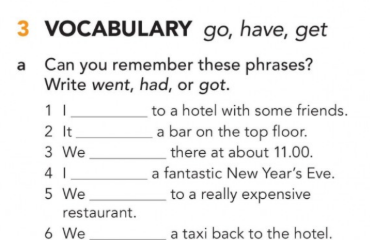 3 VOCABULARY go, have, get
a Can you remember these phrases?
Write went, had, or got.
1 I __________ to a hotel with some friends.
2 It __________ a bar on the top floor.
3 We __________ there at about 11.00.
4 I __________ a fantastic New Year's Eve.
5 We __________ to a really expensive
restaurant.
6 We __________ a taxi back to the hotel.